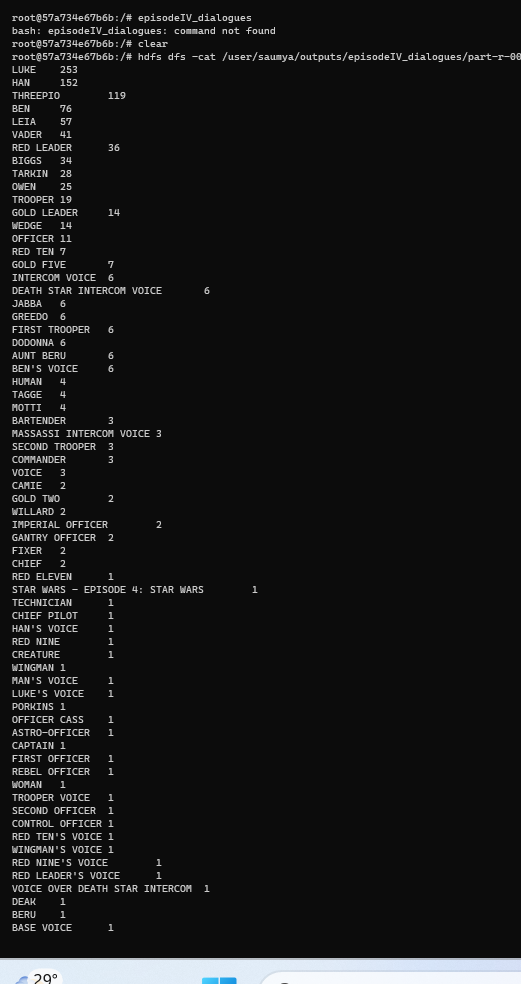 root@57a734e67b6b:/# episodeIV_dialogues
bash: episodeIV_dialogues: command not found
root@57a734e67b6b:/# clear
root@57a734e67b6b:/# hdfs dfs -cat /user/saumya/outputs/episodeIV_dialogues/part-r-00
LUKE 253
HAN 152
THREEPIO 119
BEN 76
LEIA 57
VADER 41
RED LEADER 36
BIGGS 34
TARKIN 28
OWEN 25
TROOPER 19
GOLD LEADER 14
WEDGE 14
OFFICER 11
RED TEN 7
GOLD FIVE 7
INTERCOM VOICE 6
DEATH STAR INTERCOM VOICE 6
JABBA 6
GREEDO 6
FIRST TROOPER 6
DODONNA 6
AUNT BERU 6
BEN'S VOICE 6
HUMAN 4
TAGGE 4
MOTTI 4
BARTENDER 3
MASSASSI INTERCOM VOICE 3
SECOND TROOPER 3
COMMANDER 3
VOICE 3
CAMIE 2
GOLD TWO 2
WILLARD 2
IMPERIAL OFFICER 2
GANTRY OFFICER 2
FIXER 2
CHIEF 2
RED ELEVEN 1
STAR WARS - EPISODE 4: STAR WARS 1
TECHNICIAN 1
CHIEF PILOT 1
HAN'S VOICE 1
RED NINE 1
CREATURE 1
WINGMAN 1
MAN'S VOICE 1
LUKE'S VOICE 1
PORKINS 1
OFFICER CASS 1
ASTRO-OFFICER 1
CAPTAIN 1
FIRST OFFICER 1
REBEL OFFICER 1
WOMAN 1
TROOPER VOICE 1
SECOND OFFICER 1
CONTROL OFFICER 1
RED TEN'S VOICE 1
WINGMAN'S VOICE 1
RED NINE'S VOICE 1
RED LEADER'S VOICE 1
VOICE OVER DEATH STAR INTERCOM 1
DEAK 1
BERU 1
BASE VOICE 1
29°